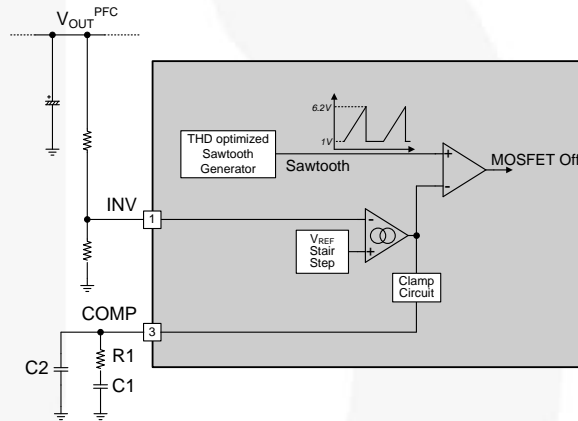 V_OUT^PFC
6.2V
1V
THD optimized
Sawtooth
Generator
Sawtooth
+
-
MOSFET Off
INV
1
-
+
V_REF
Stair
Step
Clamp
Circuit
COMP
3
C2
R1
C1
+